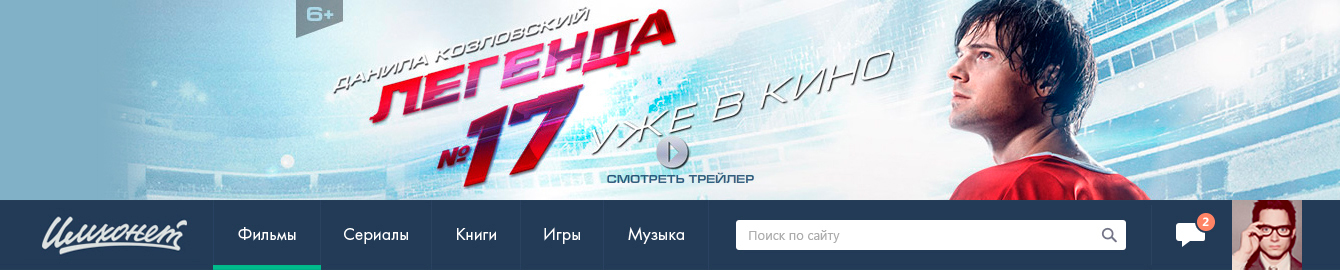 6+
ДАНИЛА КОЗЛОВСКИЙ
ЛЕГЕНДА
№17
УЖЕ В КИНО
СМОТРЕТЬ ТРЕЙЛЕР
Имхонет
Фильмы
Сериалы
Книги
Игры
Музыка
Поиск по сайту
2